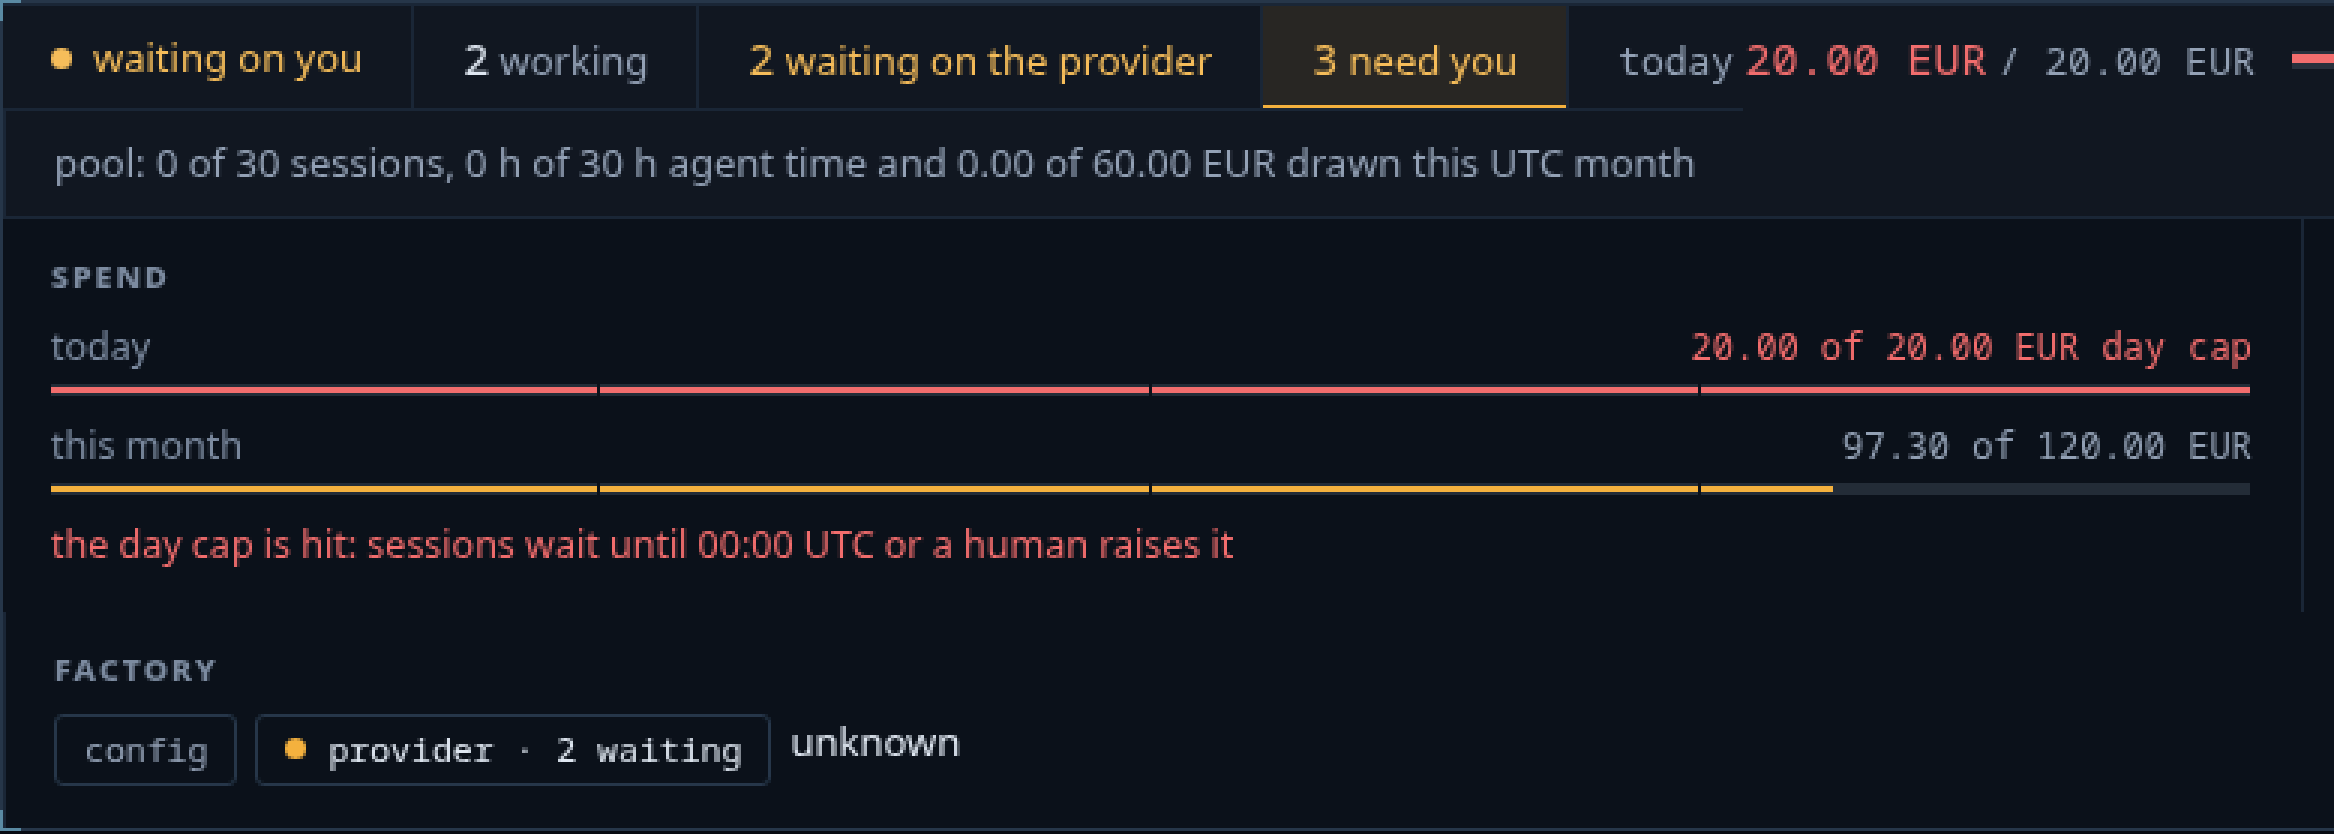 waiting on you 2 working 2 waiting on the provider 3 need you today 20.00 EUR / 20.00 EUR
pool: 0 of 30 sessions, 0 h of 30 h agent time and 0.00 of 60.00 EUR drawn this UTC month
SPEND
today 20.00 of 20.00 EUR day cap
this month 97.30 of 120.00 EUR
the day cap is hit: sessions wait until 00:00 UTC or a human raises it
FACTORY
config provider · 2 waiting unknown